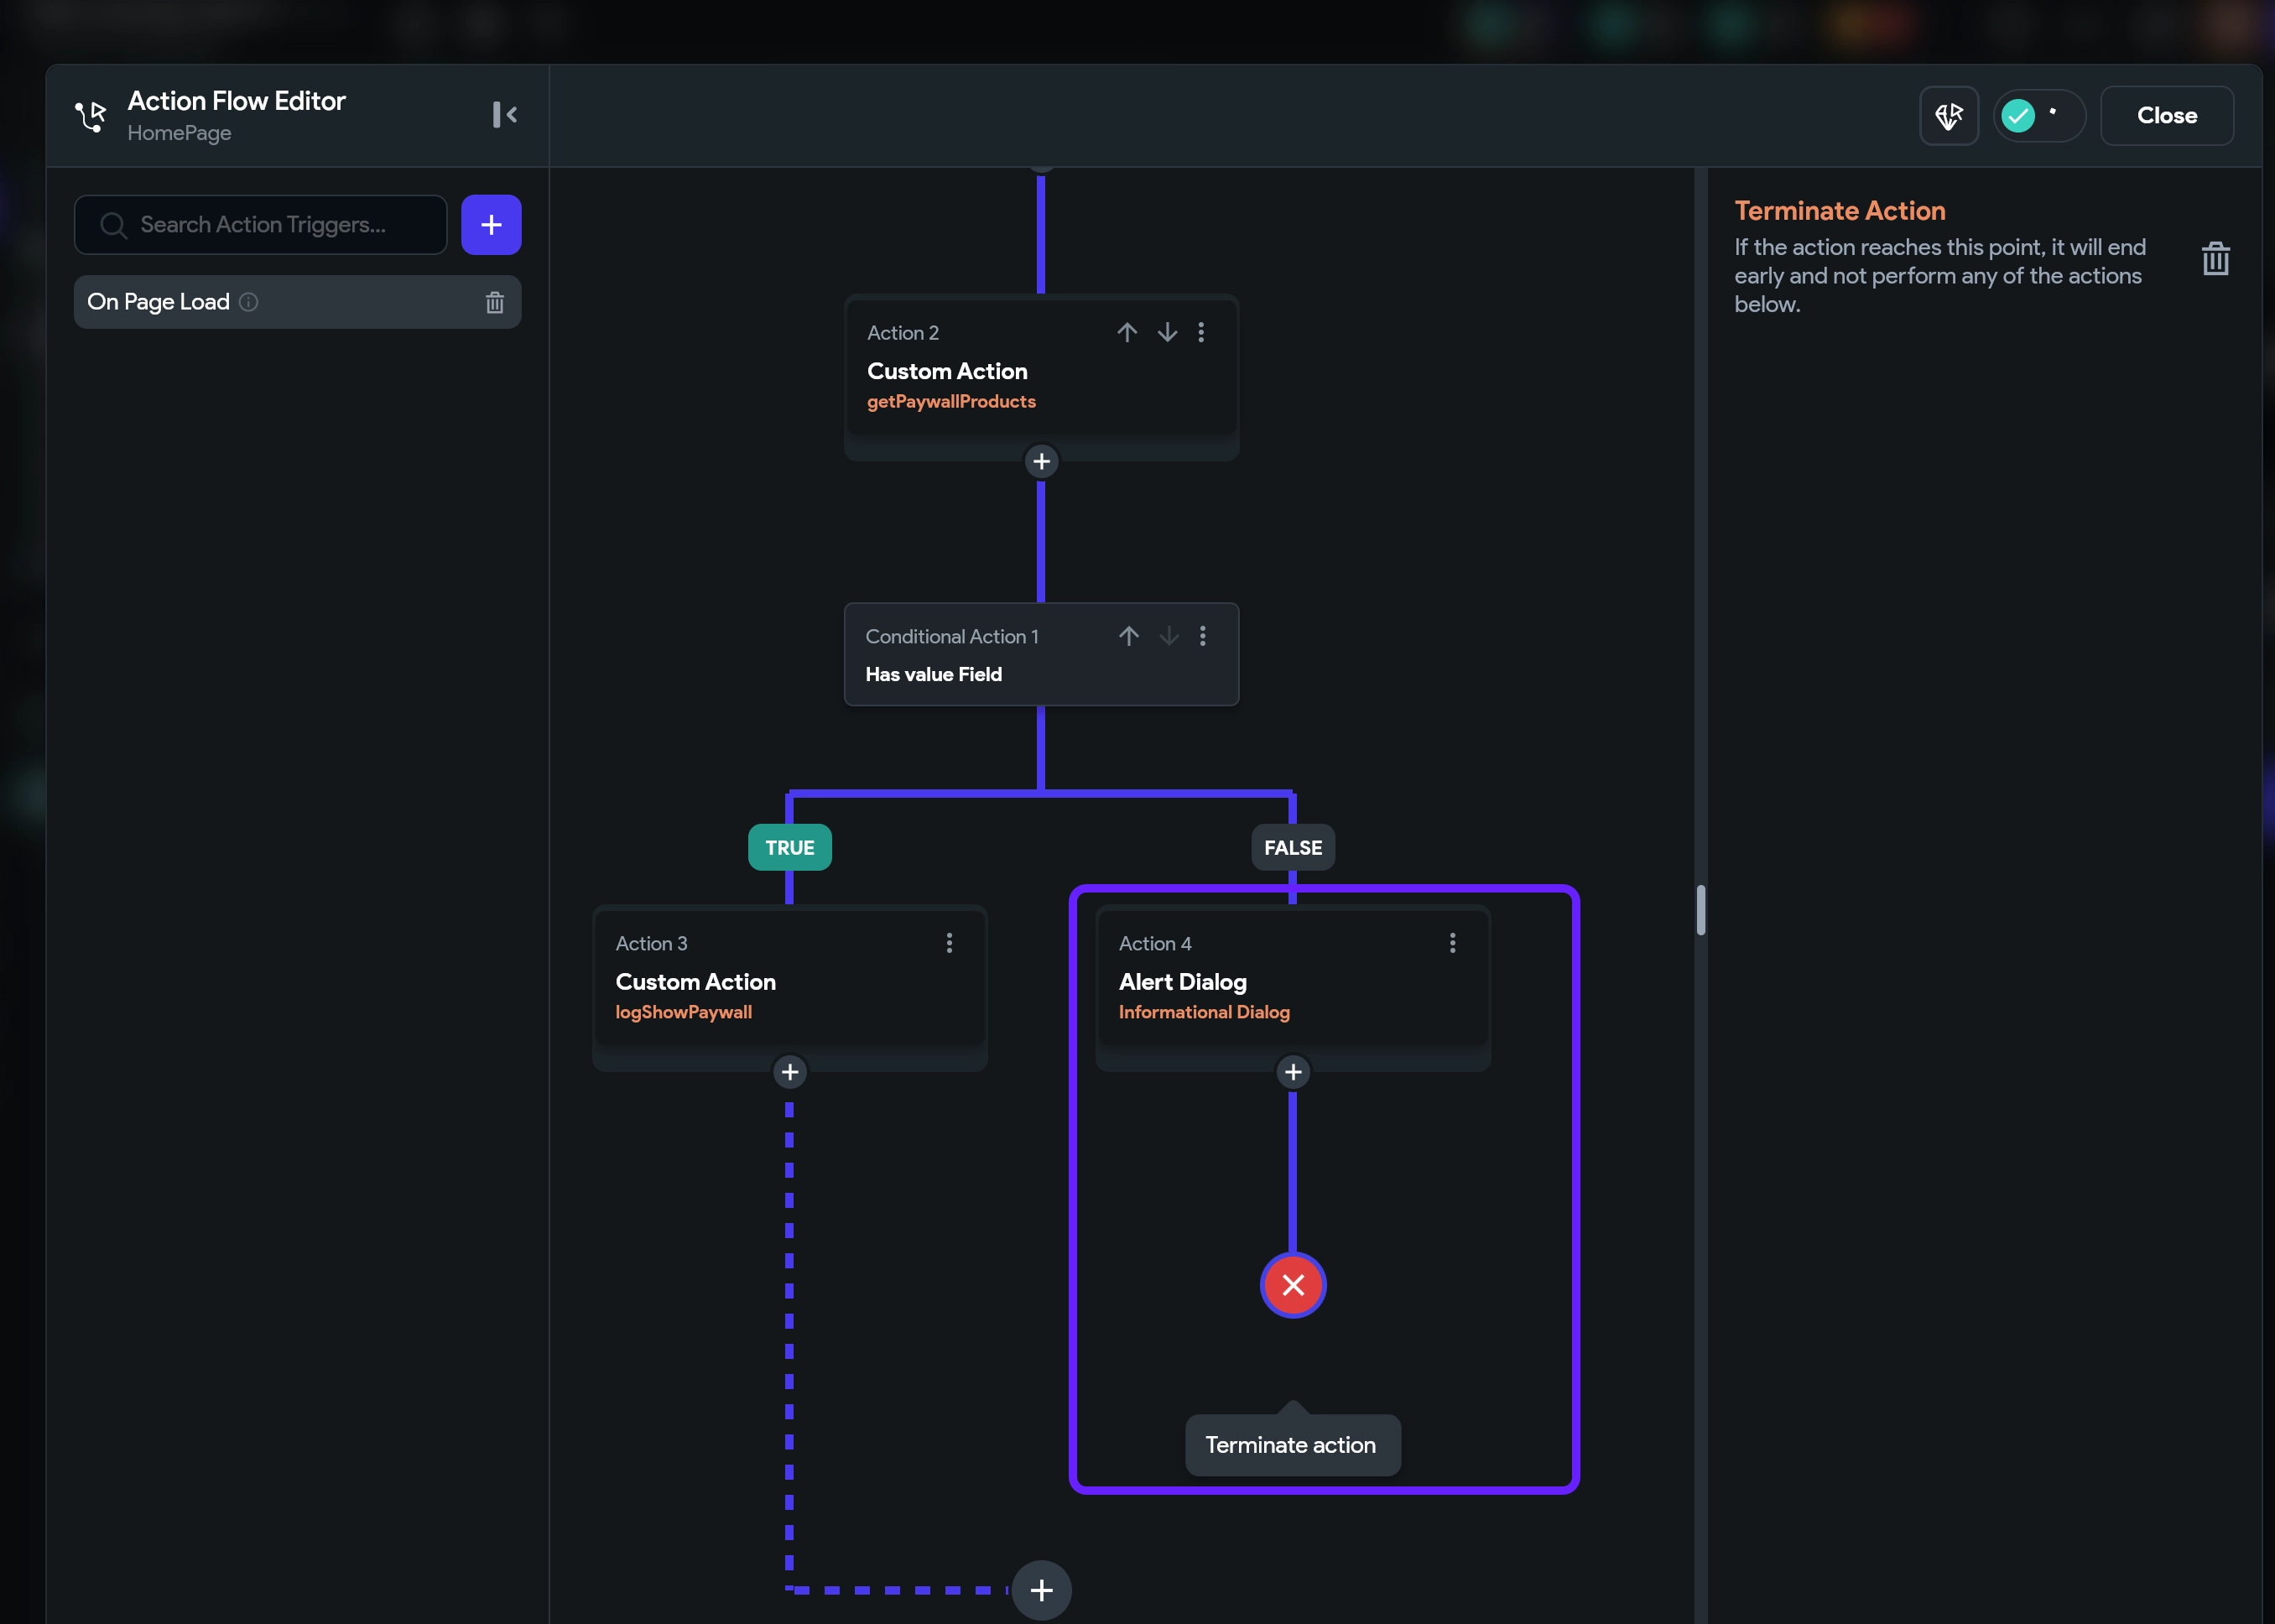 Action Flow Editor
HomePage
Close
Search Action Triggers...
On Page Load
Terminate Action
If the action reaches this point, it will end
early and not perform any of the actions
below.
Action 2
Custom Action
getPaywallProducts
Conditional Action 1
Has value Field
TRUE
FALSE
Action 3
Custom Action
logShowPaywall
Action 4
Alert Dialog
Informational Dialog
Terminate action